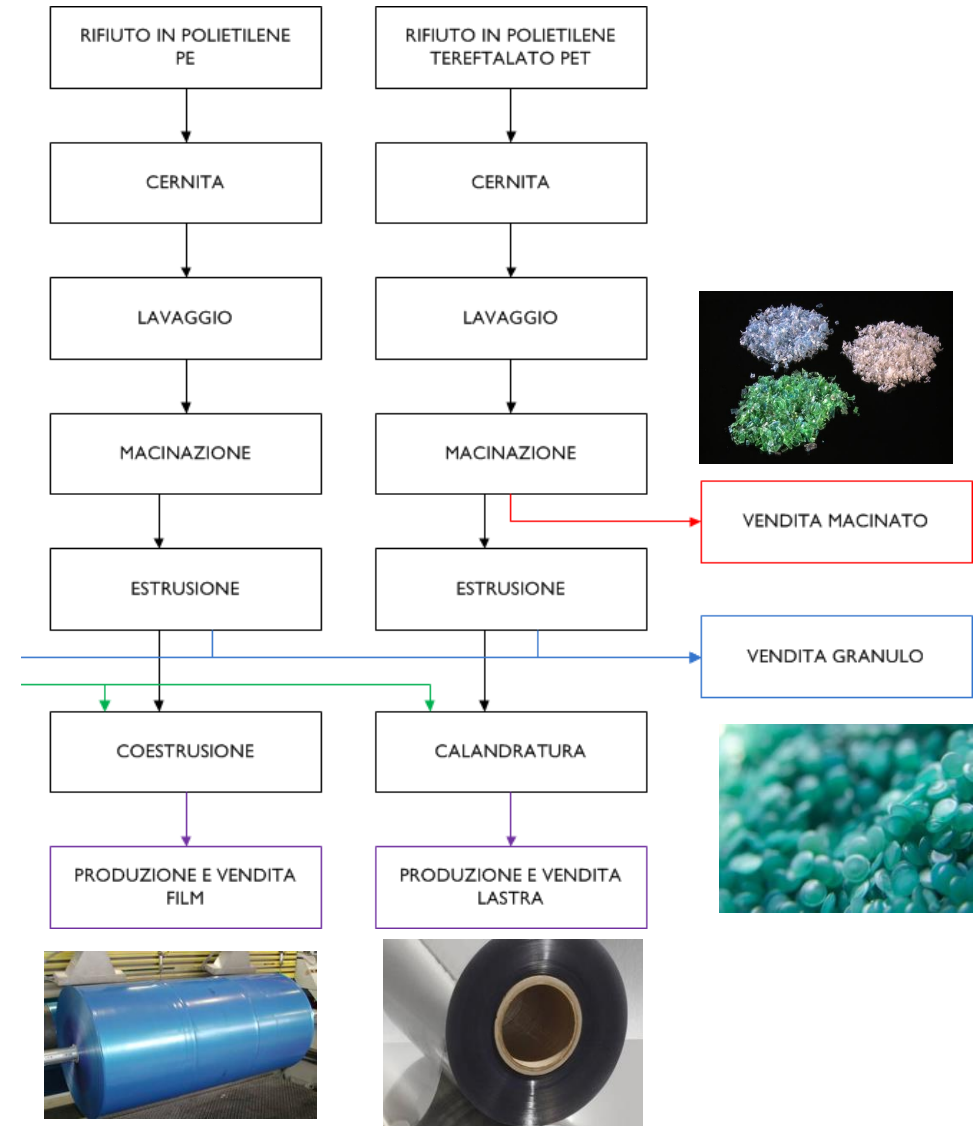 RIFIUTO IN POLIETILENE
PE
RIFIUTO IN POLIETILENE
TEREFTALATO PET
CERNITA
CERNITA
LAVAGGIO
LAVAGGIO
MACINAZIONE
MACINAZIONE
VENDITA MACINATO
ESTRUSIONE
ESTRUSIONE
VENDITA GRANULO
COESTRUSIONE
CALANDRATURA
PRODUZIONE E VENDITA
FILM
PRODUZIONE E VENDITA
LASTRA